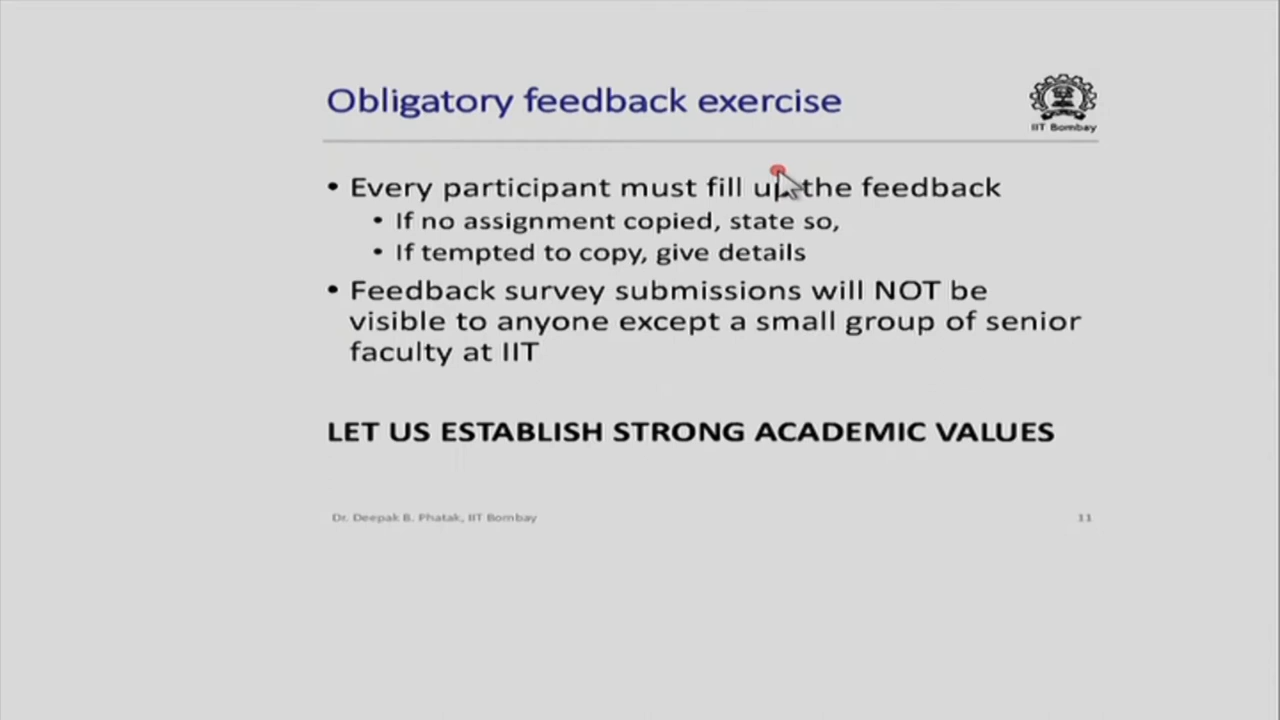 Obligatory feedback exercise
IIT Bombay
• Every participant must fill up the feedback
• If no assignment copied, state so,
• If tempted to copy, give details
• Feedback survey submissions will NOT be
visible to anyone except a small group of senior
faculty at IIT
LET US ESTABLISH STRONG ACADEMIC VALUES
Dr. Deepak B. Phatak, IIT Bombay
11